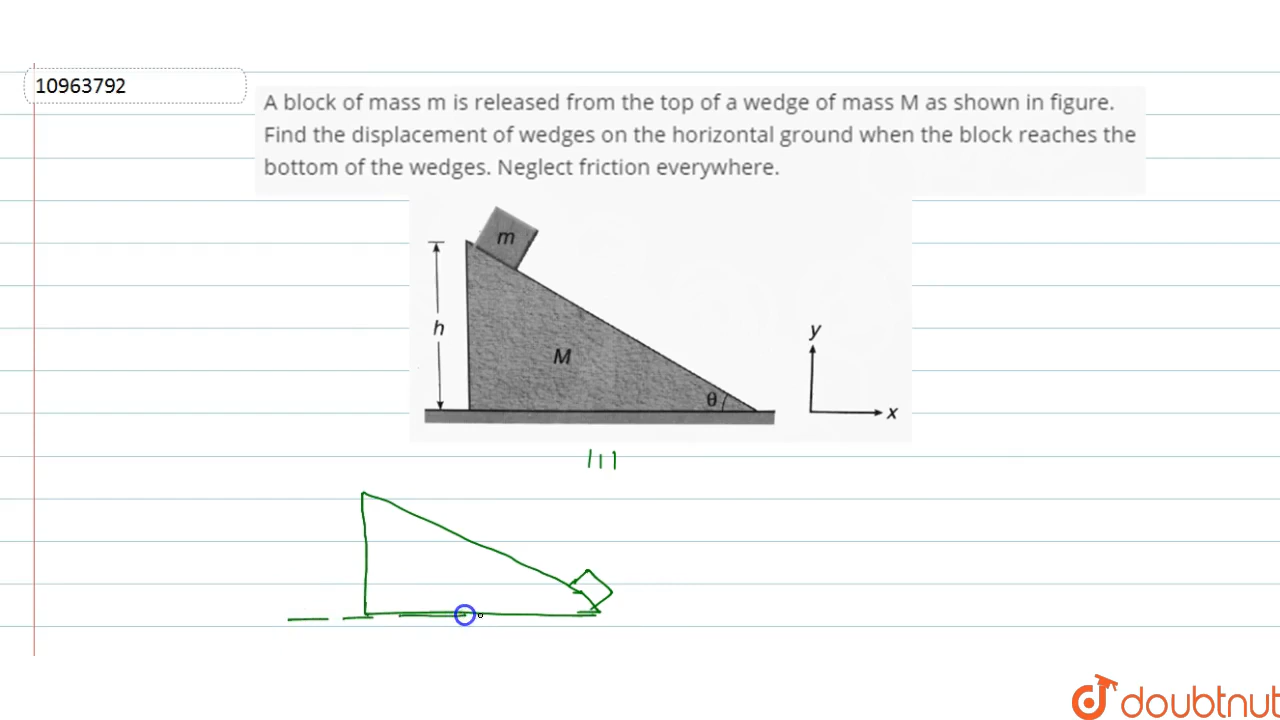 10963792
A block of mass m is released from the top of a wedge of mass M as shown in figure.
Find the displacement of wedges on the horizontal ground when the block reaches the
bottom of the wedges. Neglect friction everywhere.
m
h
M
θ
y
x
doubtnut